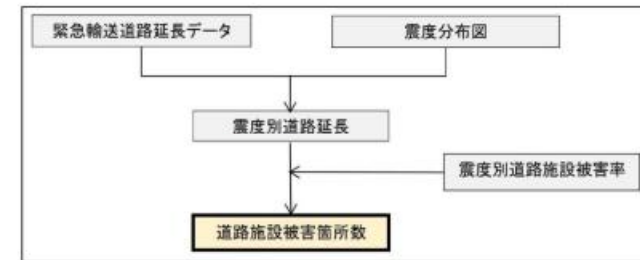 緊急輸送道路延長データ
震度分布図
震度別道路延長
震度別道路施設被害率
道路施設被害箇所数